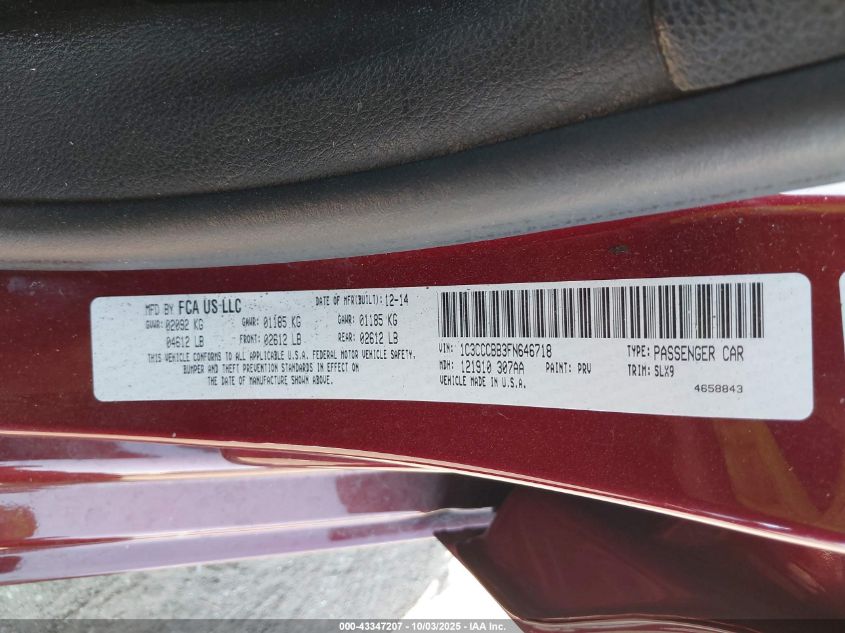 MFD BY FCA US LLC DATE OF MFR(BUILT): 12-14
GVWR: 02092 KG GAWR: 01185 KG GAWR: 01185 KG
04612 LB FRONT: 02612 LB REAR: 02612 LB
THIS VEHICLE CONFORMS TO ALL APPLICABLE U.S.A. FEDERAL MOTOR VEHICLE SAFETY.
BUMPER AND THEFT PREVENTION STANDARDS IN EFFECT ON
THE DATE OF MANUFACTURE SHOWN ABOVE.
VIN: 1C3CCCBB3FN646718 TYPE: PASSENGER CAR
MDH: 121910 307AA PAINT: PRV TRIM: SLX9
VEHICLE MADE IN U.S.A.
4658843
000-43347207 - 10/03/2025 - IAA Inc.